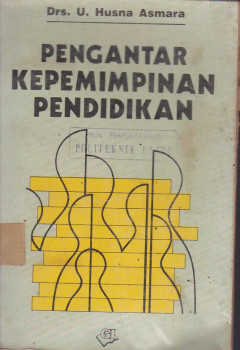 Drs. U. Husna Asmara
PENGANTAR
KEPEMIMPINAN
PENDIDIKAN
POLITEKNIK